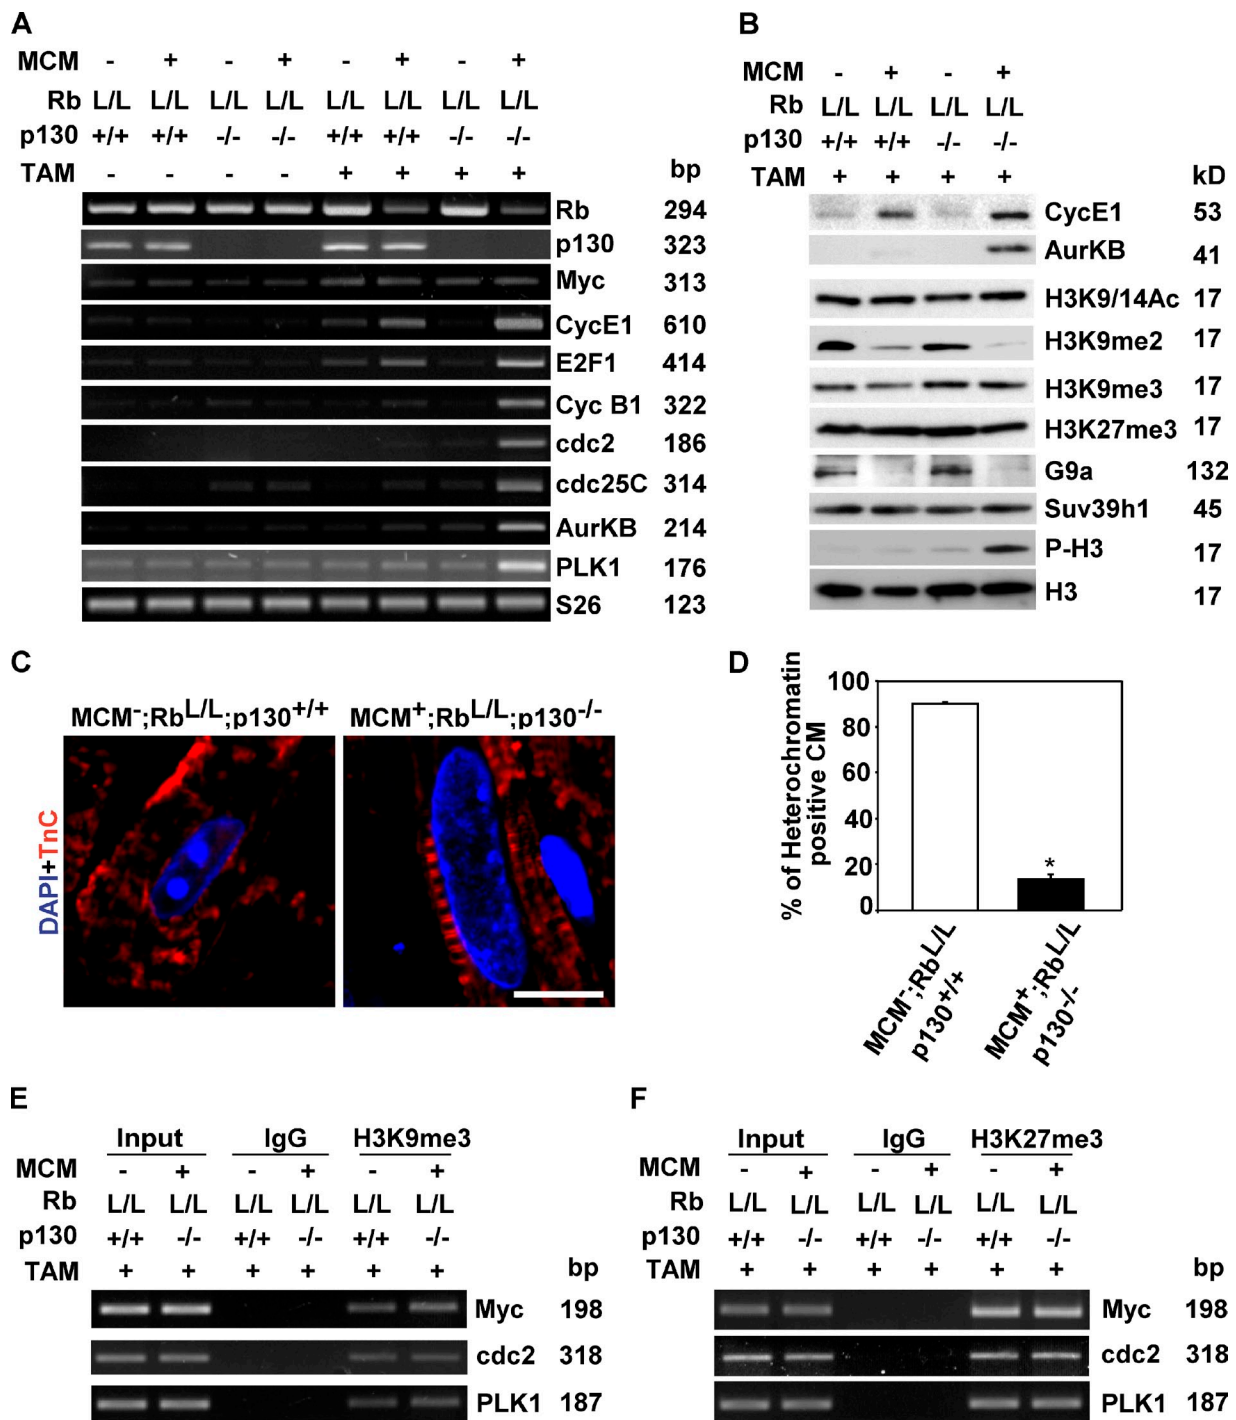 A
MCM - + - + - + - +
Rb L/L L/L L/L L/L L/L L/L L/L L/L
p130 +/+ +/+ -/- -/- +/+ +/+ -/- -/-
TAM - - - - + + + + bp
Rb 294
p130 323
Myc 313
CycE1 610
E2F1 414
Cyc B1 322
cdc2 186
cdc25C 314
AurKB 214
PLK1 176
S26 123
B
MCM - + - +
Rb L/L L/L L/L L/L
p130 +/+ +/+ -/- -/-
TAM + + + + kD
CycE1 53
AurKB 41
H3K9/14Ac 17
H3K9me2 17
H3K9me3 17
H3K27me3 17
G9a 132
Suv39h1 45
P-H3 17
H3 17
C
MCM-;RbL/L;p130+/+ MCM+;RbL/L;p130-/-
DAPI+TnC
D
% of Heterochromatin
positive CM
100
80
60
40
20
0
*
MCM-;RbL/L
p130+/+
MCM+;RbL/L
p130-/-
E
Input IgG H3K9me3
MCM - + - + - +
Rb L/L L/L L/L L/L L/L L/L
p130 +/+ -/- +/+ -/- +/+ -/-
TAM + + + + + + bp
Myc 198
cdc2 318
PLK1 187
F
Input IgG H3K27me3
MCM - + - + - +
Rb L/L L/L L/L L/L L/L L/L
p130 +/+ -/- +/+ -/- +/+ -/-
TAM + + + + + + bp
Myc 198
cdc2 318
PLK1 187